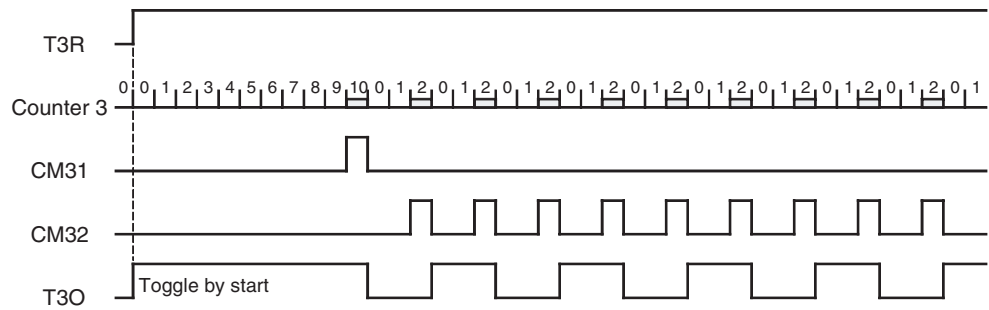 T3R
0 0 1 2 3 4 5 6 7 8 9 10 0 1 2 0 1 2 0 1 2 0 1 2 0 1 2 0 1 2 0 1 2 0 1 2 0 1 2 0 1
Counter 3
CM31
CM32
Toggle by start
T3O